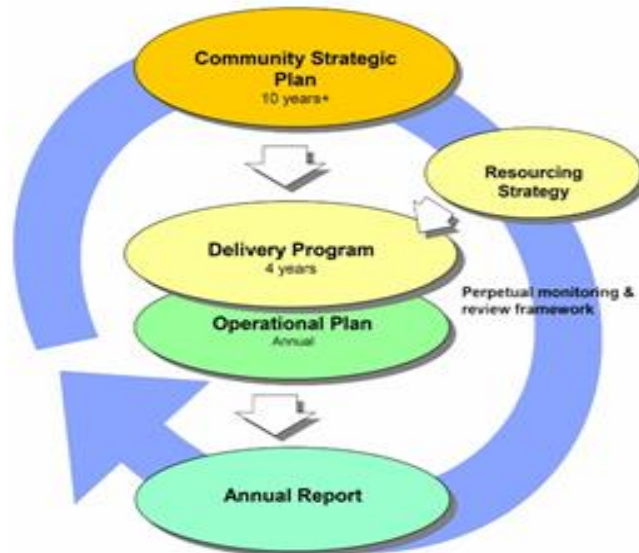 Community Strategic
Plan
10 years+
Resourcing
Strategy
Delivery Program
4 years
Perpetual monitoring &
review framework
Operational Plan
Annual
Annual Report